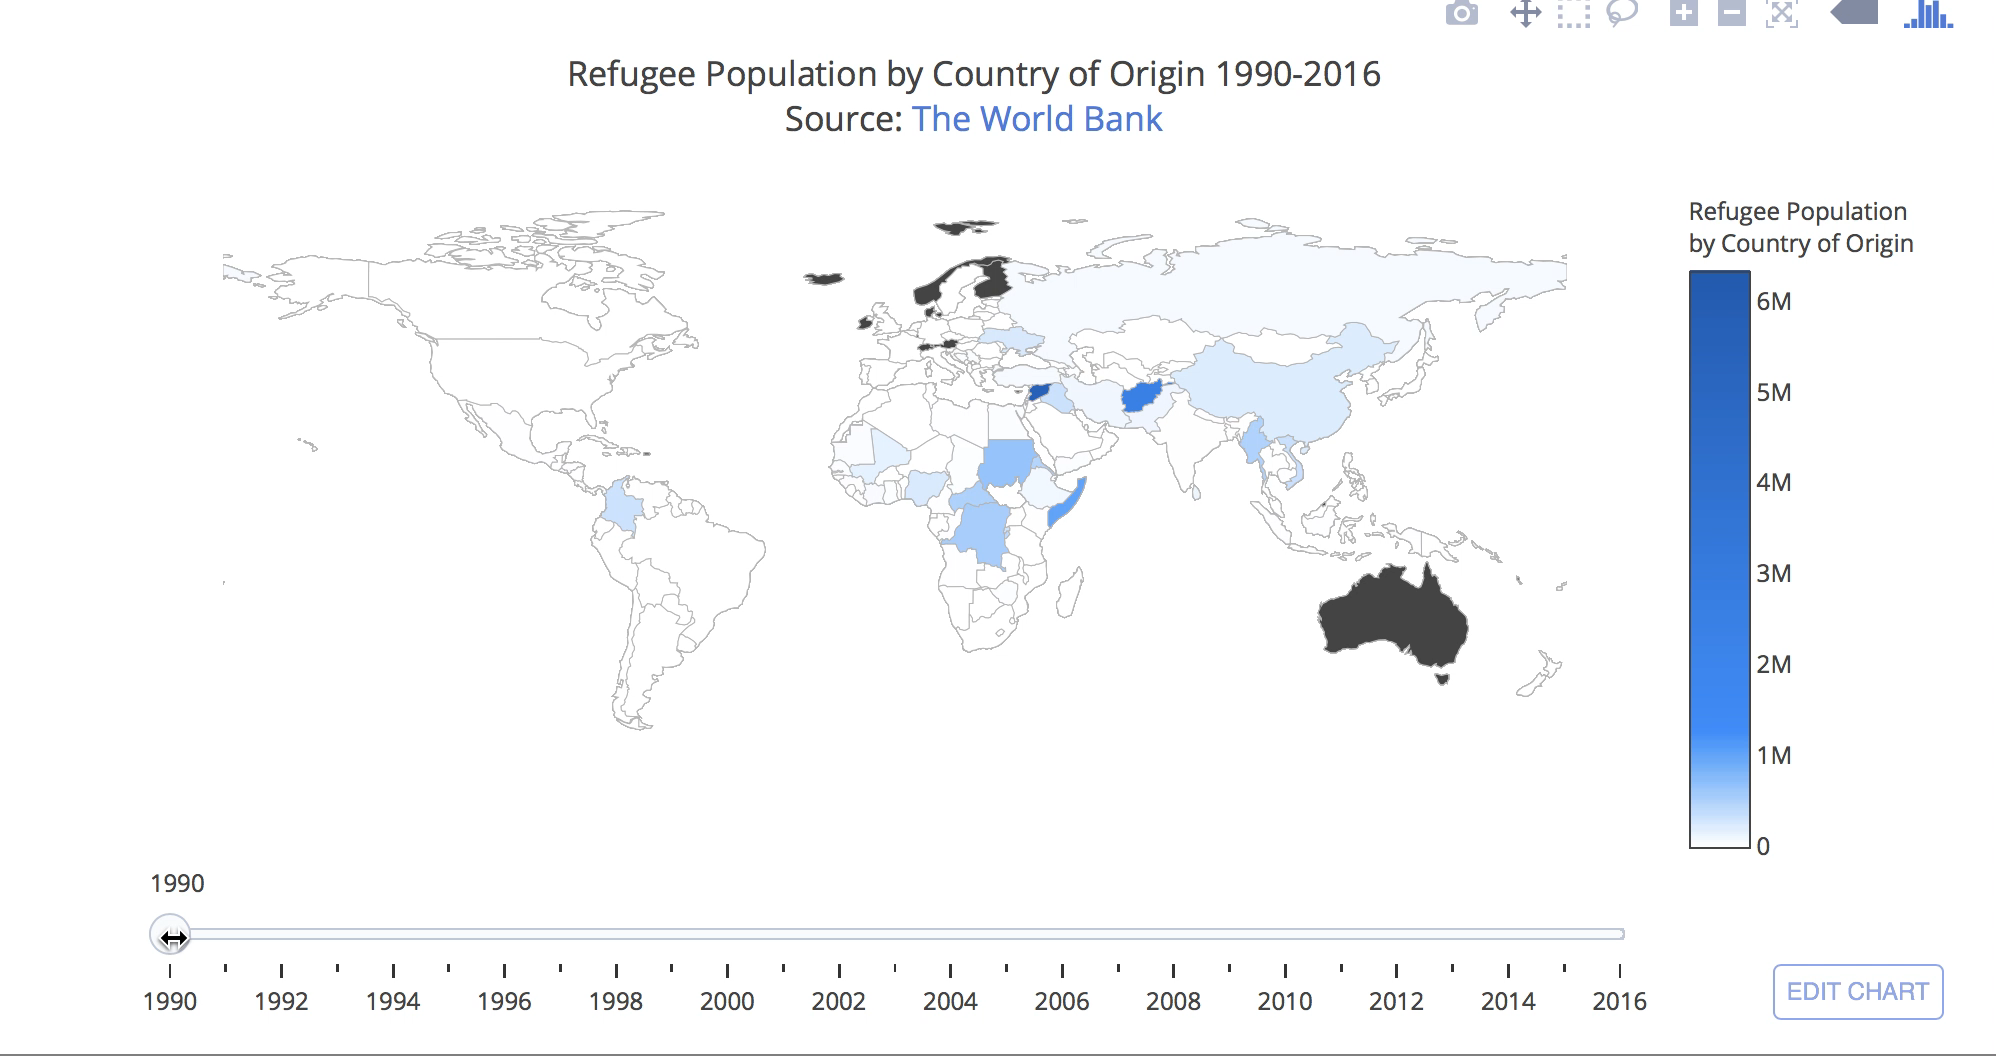 Refugee Population by Country of Origin 1990-2016
Source: The World Bank
Refugee Population
by Country of Origin
6M
5M
4M
3M
2M
1M
0
1990
1990 1992 1994 1996 1998 2000 2002 2004 2006 2008 2010 2012 2014 2016
EDIT CHART